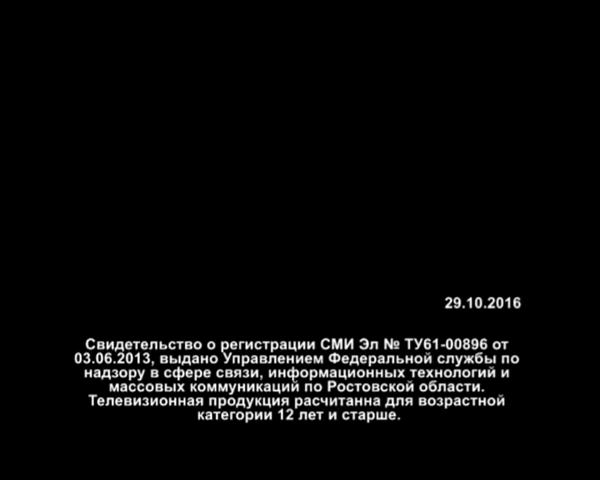 29.10.2016
Свидетельство о регистрации СМИ Эл № ТУ61-00896 от
03.06.2013, выдано Управлением Федеральной службы по
надзору в сфере связи, информационных технологий и
массовых коммуникаций по Ростовской области.
Телевизионная продукция расчитанна для возрастной
категории 12 лет и старше.